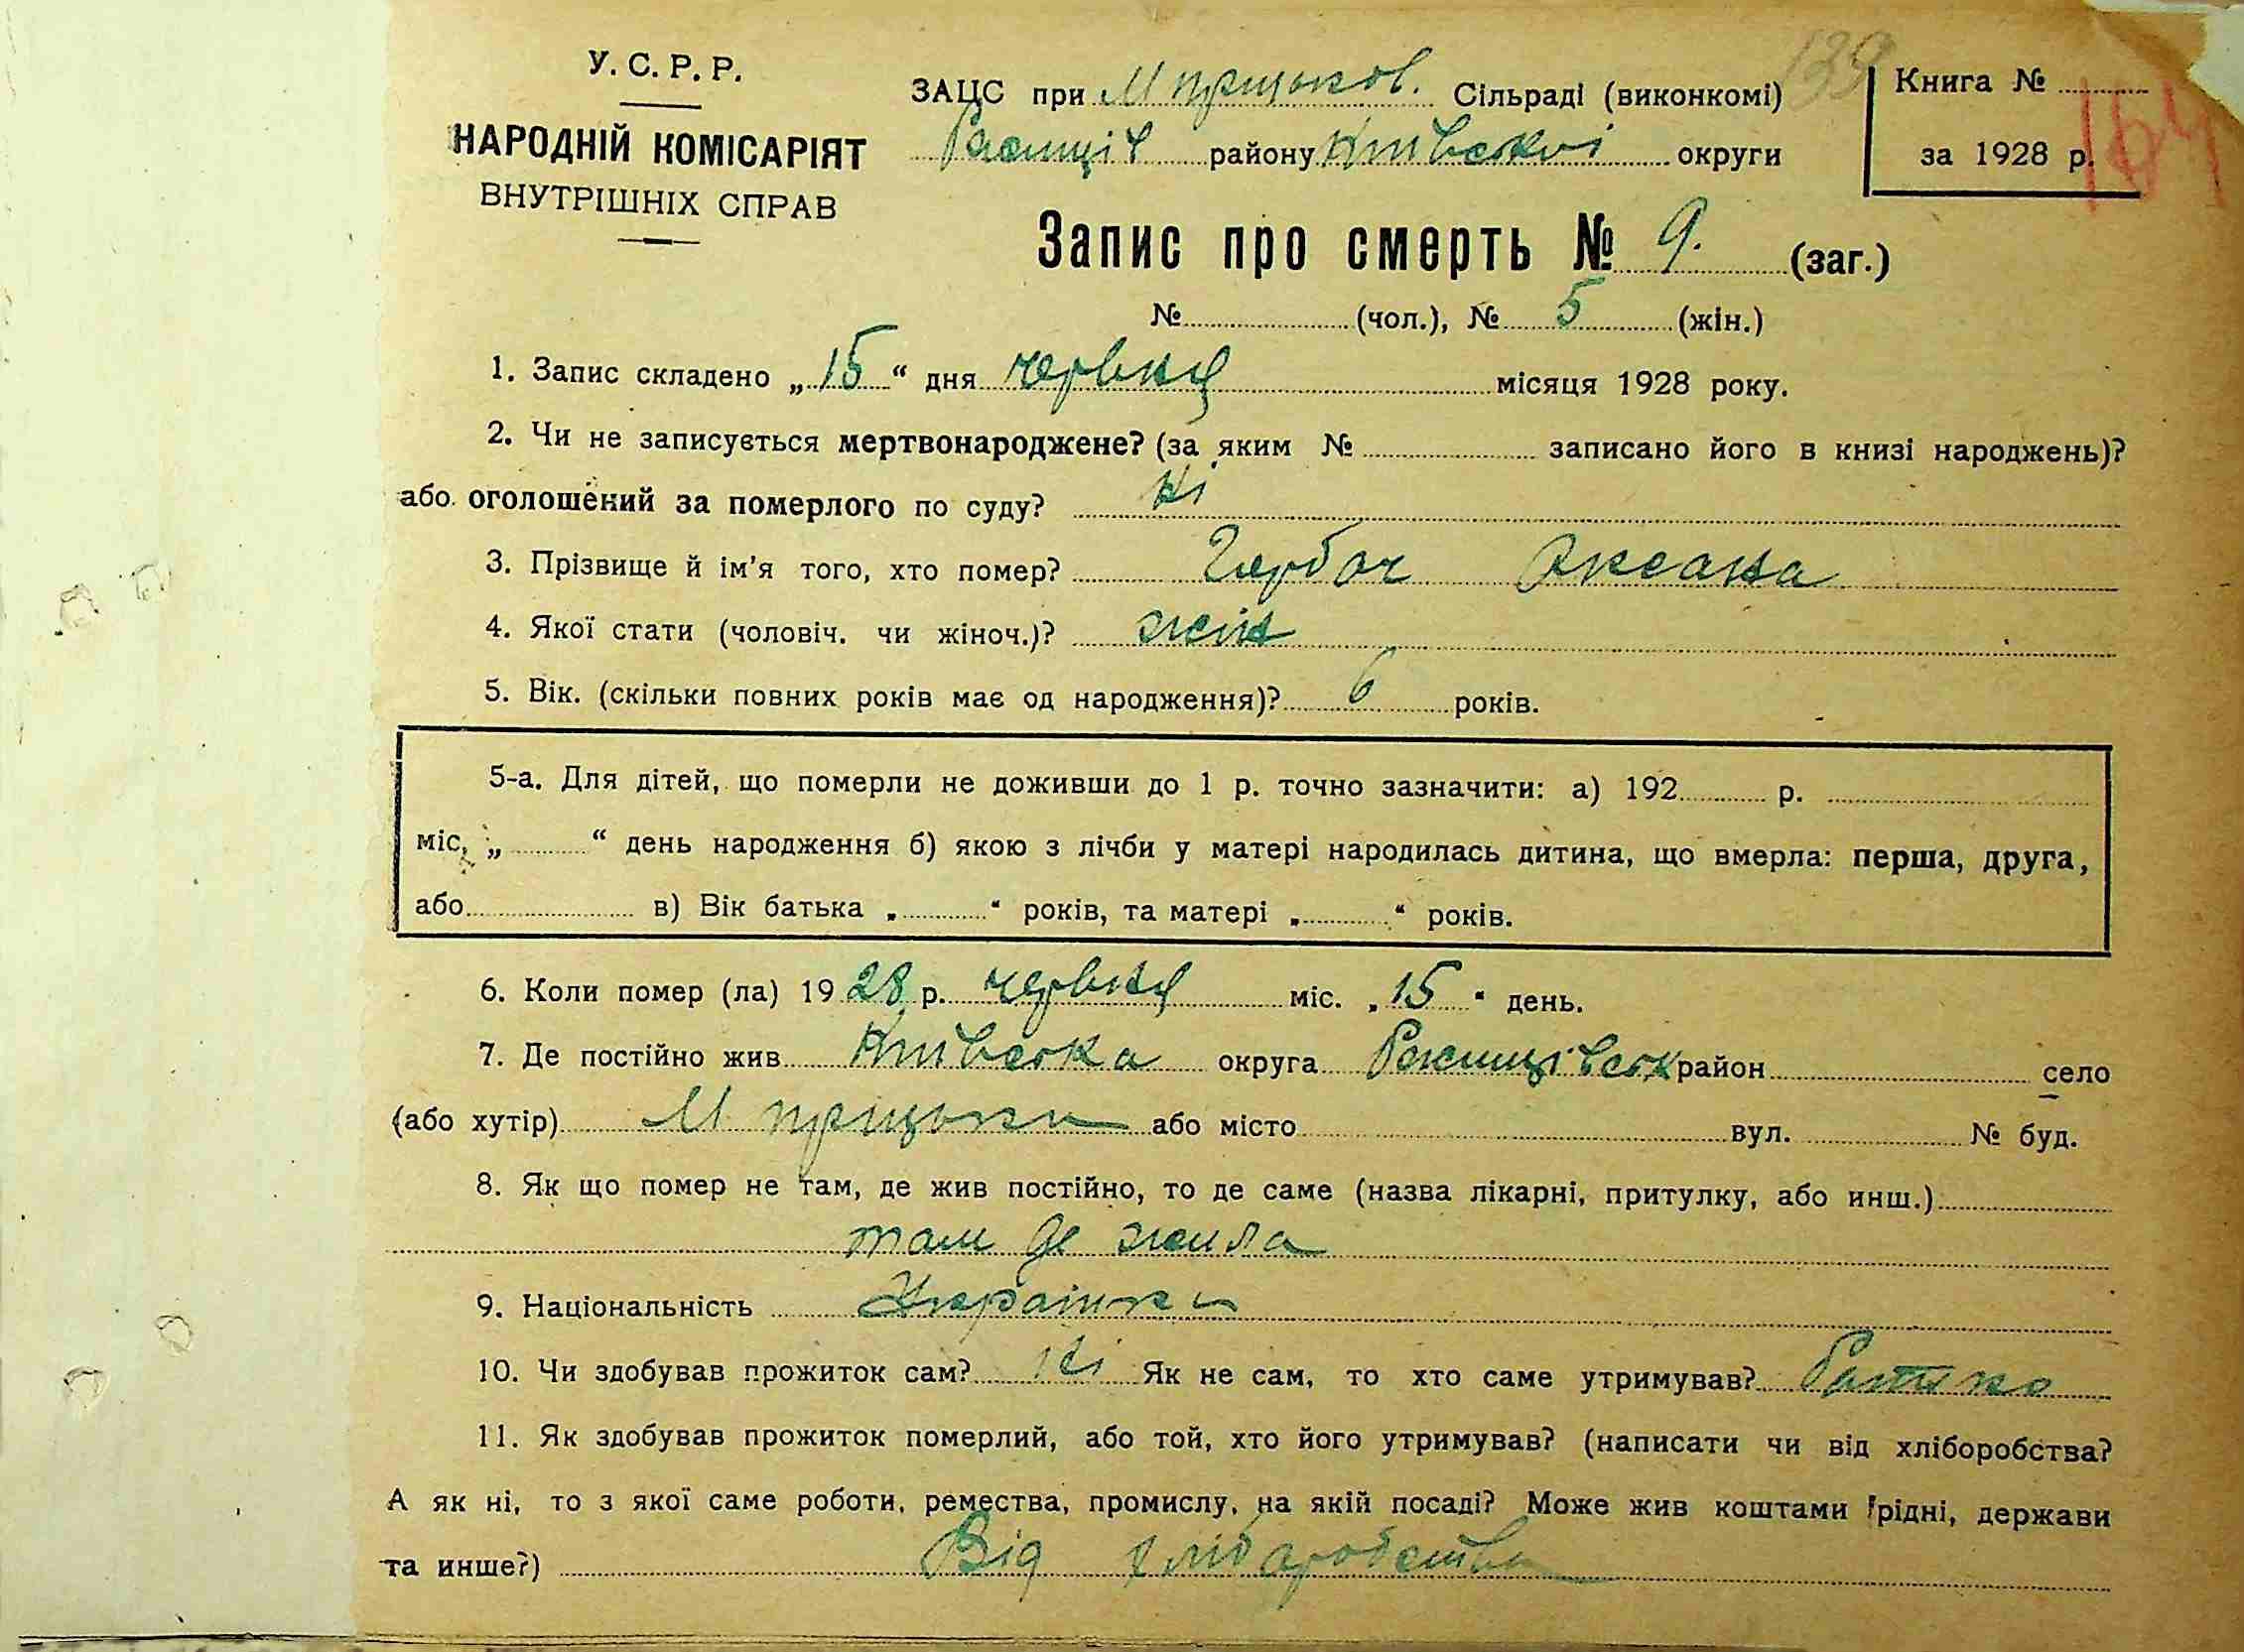 139
У. С. Р. Р.
НАРОДНІЙ КОМІСАРІЯТ
ВНУТРІШНІХ СПРАВ
ЗАЦС при М прицьков. Сільраді (виконкомі)
Ржищів району Київської округи
Книга №
за 1928 р.
164
Запис про смерть № 9. (заг.)
№ (чол.), № 5 (жін.)
1. Запис складено „ 15 “ дня червня місяця 1928 року.
2. Чи не записується мертвонароджене? (за яким № записано його в книзі народжень)?
або оголошений за померлого по суду? Ні
3. Прізвище й ім’я того, хто помер? Оксана
4. Якої стати (чоловіч. чи жіноч.)? жін
5. Вік. (скільки повних років має од народження)? 6 років.
5-а. Для дітей, що померли не доживши до 1 р. точно зазначити: а) 192 р.
міс. „ “ день народження б) якою з лічби у матері народилась дитина, що вмерла: перша, друга,
або в) Вік батька „ “ років, та матері „ “ років.
6. Коли помер (ла) 19 28 р. червня міс. „ 15 “ день.
7. Де постійно жив Київська округа Ржищівськ район село
(або хутір) М прицьки або місто вул. № буд.
8. Як що помер не там, де жив постійно, то де саме (назва лікарні, притулку, або инш.)
там де жила
9. Національність Українка
10. Чи здобував прожиток сам? Ні Як не сам, то хто саме утримував? Батько
11. Як здобував прожиток померлий, або той, хто його утримував? (написати чи від хліборобства?
А як ні, то з якої саме роботи, ремества, промислу, на якій посаді? Може жив коштами рідні, держави
та инше?) Від хліборобства